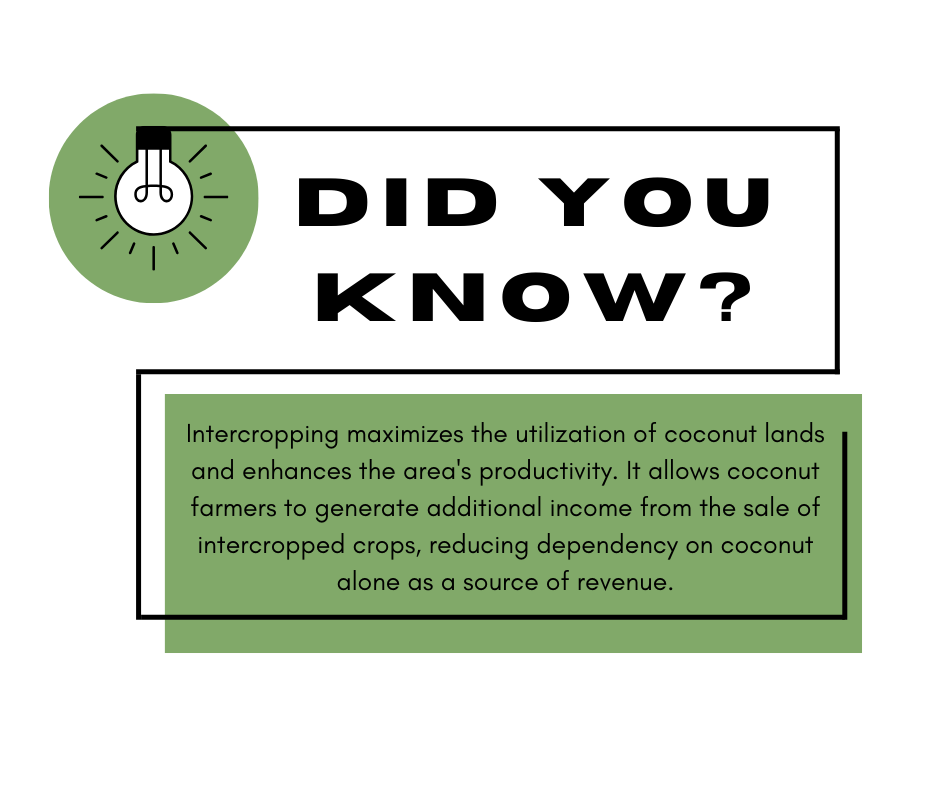 DID YOU
KNOW?
Intercropping maximizes the utilization of coconut lands
and enhances the area's productivity. It allows coconut
farmers to generate additional income from the sale of
intercropped crops, reducing dependency on coconut
alone as a source of revenue.